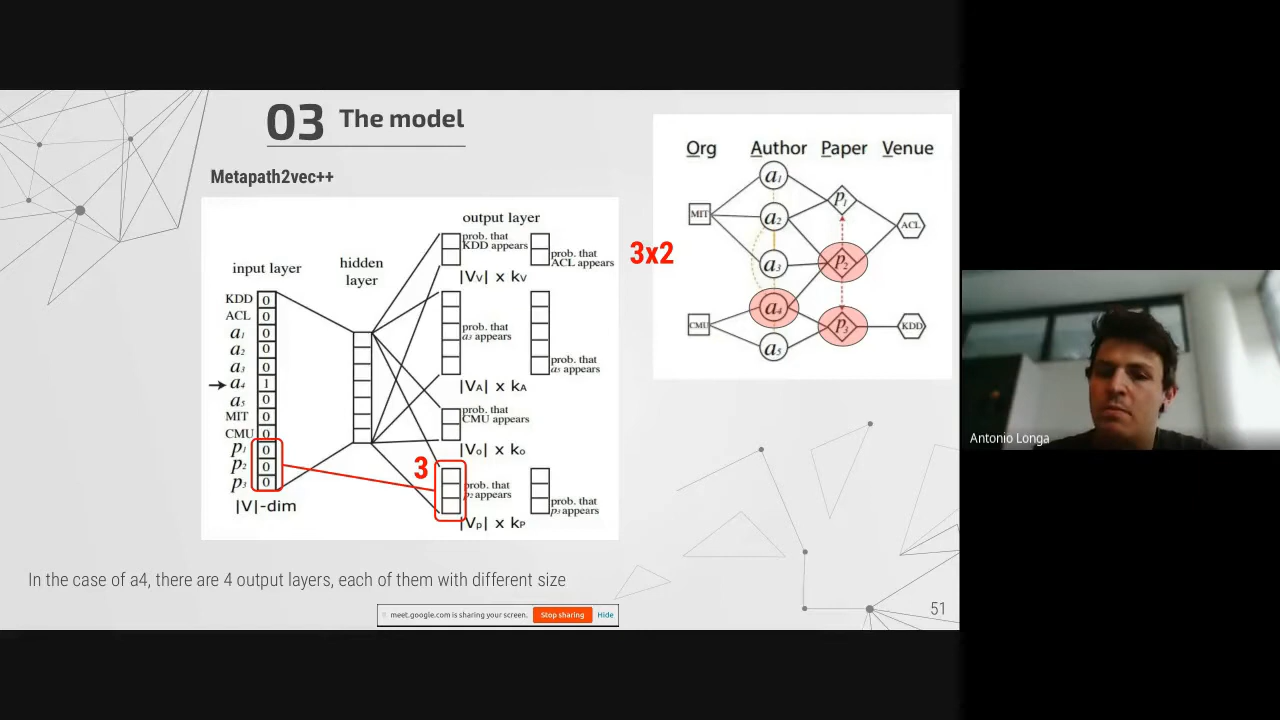 03 The model
Metapath2vec++
output layer
input layer
hidden
layer
prob. that
KDD appears
prob. that
ACL appears
|Vv| x kv
KDD 0
ACL 0
a1 0
a2 0
a3 0
a4 1
a5 0
MIT 0
CMU 0
p1 0
p2 0
p3 0
|V|-dim
prob. that
a3 appears
prob. that
a5 appears
|VA| x kA
prob. that
CMU appears
|Vo| x ko
3
prob. that
p2 appears
prob. that
p3 appears
|Vp| x kP
3x2
Org Author Paper Venue
a1
MIT a2 p1 ACL
a3 p2
CMU a4 p3 KDD
a5
Antonio Longa
In the case of a4, there are 4 output layers, each of them with different size
meet.google.com is sharing your screen. Stop sharing Hide
51